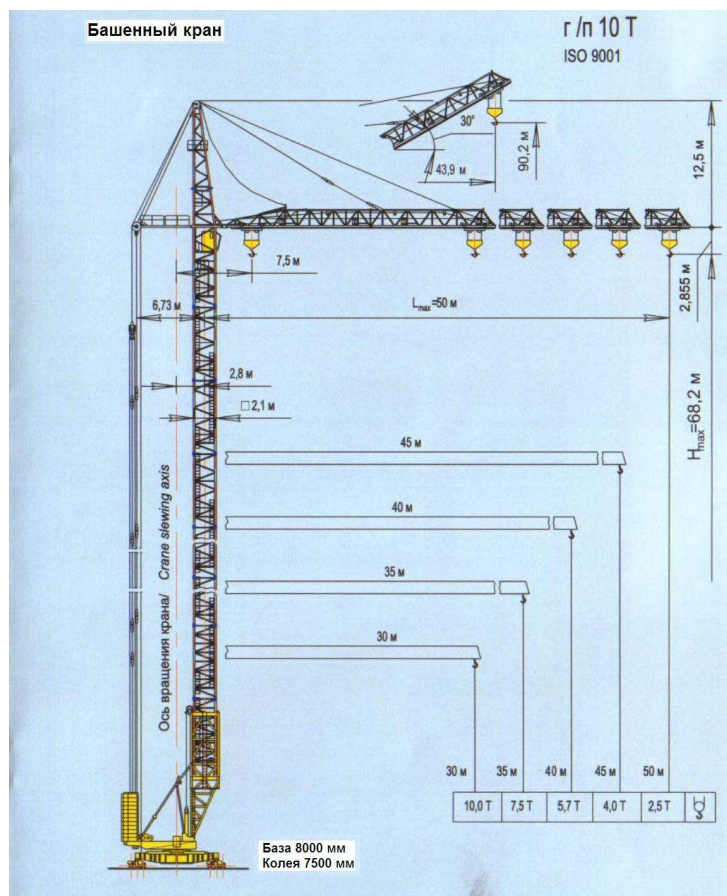 Башенный кран
г /п 10 Т
ISO 9001
30°
43,9 м
90,2 м
12,5 м
7,5 м
2,855 м
6,73 м
Lmax=50 м
2,8 м
□2,1 м
Hmax=68,2 м
45 м
40 м
35 м
30 м
Ось вращения крана/ Crane slewing axis
30 м 35 м 40 м 45 м 50 м
10,0 Т 7,5 Т 5,7 Т 4,0 Т 2,5 Т
База 8000 мм
Колея 7500 мм